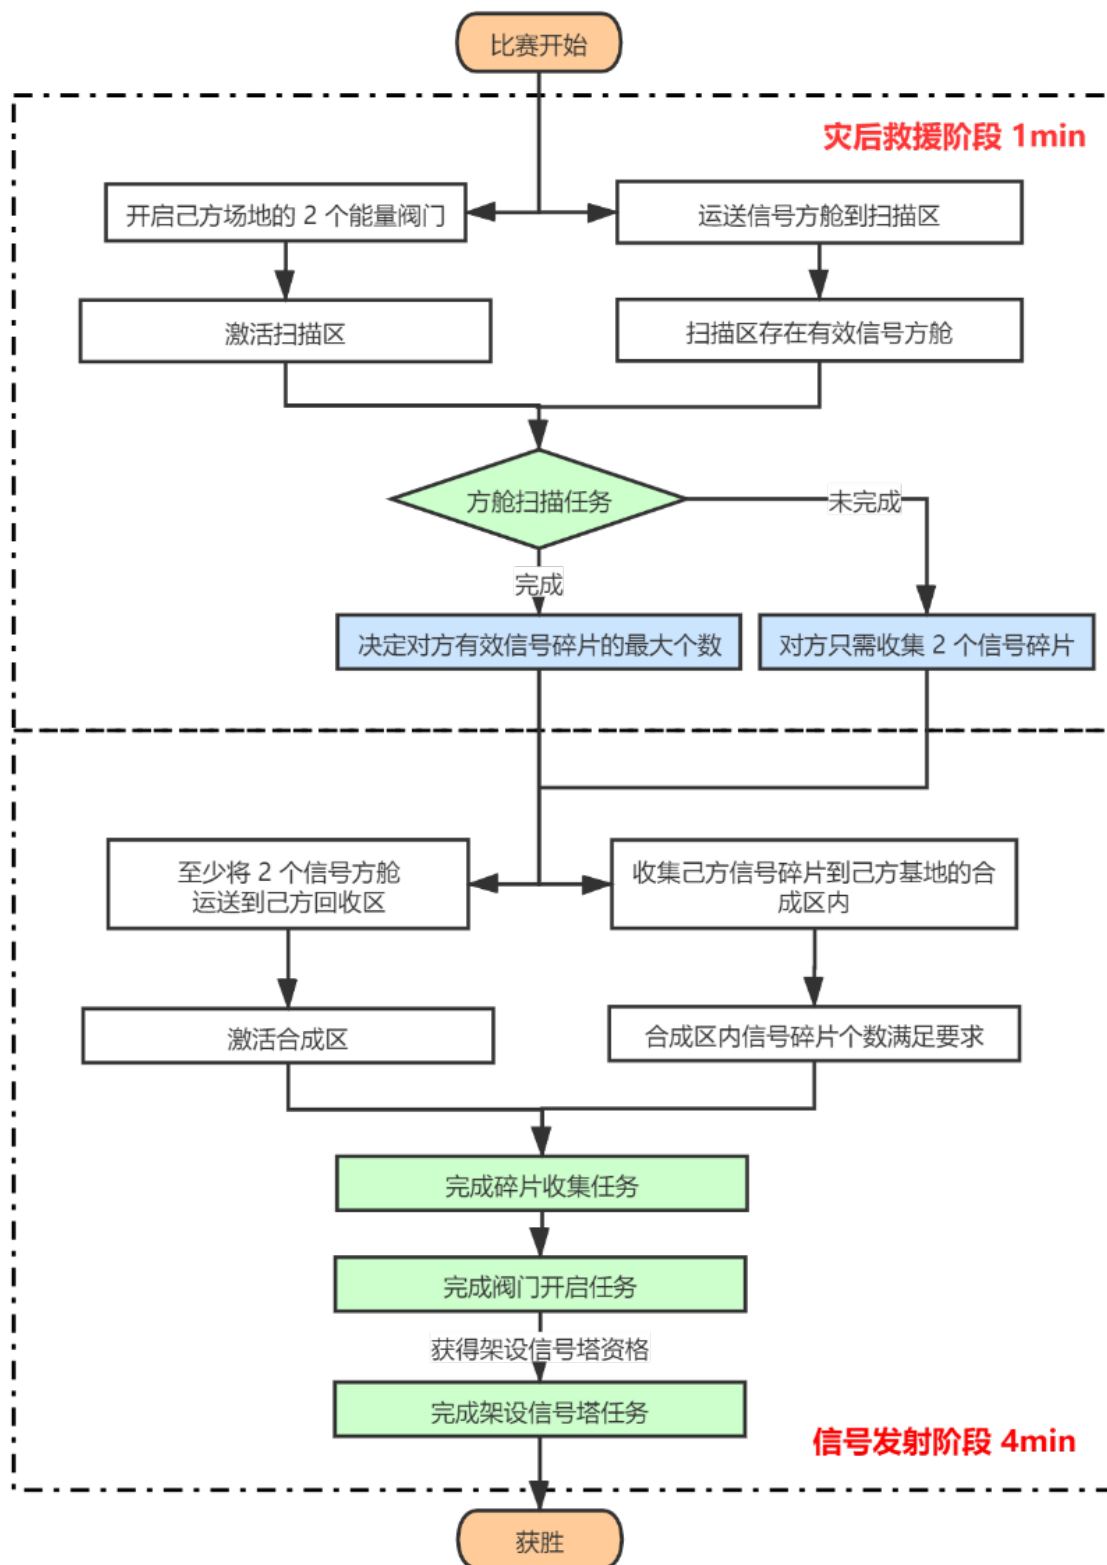 比赛开始
灾后救援阶段 1min
开启己方场地的 2 个能量阀门
运送信号方舱到扫描区
激活扫描区
扫描区存在有效信号方舱
方舱扫描任务
未完成
完成
决定对方有效信号碎片的最大个数
对方只需收集 2 个信号碎片
至少将 2 个信号方舱
运送到己方回收区
收集己方信号碎片到己方基地的合
成区内
激活合成区
合成区内信号碎片个数满足要求
完成碎片收集任务
完成阀门开启任务
获得架设信号塔资格
完成架设信号塔任务
信号发射阶段 4min
获胜